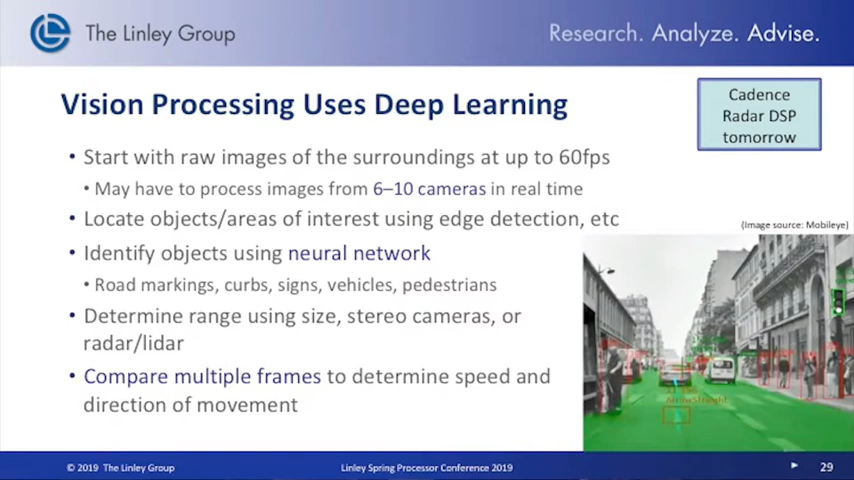 The Linley Group
Research. Analyze. Advise.
Vision Processing Uses Deep Learning
Cadence
Radar DSP
tomorrow
• Start with raw images of the surroundings at up to 60fps
• May have to process images from 6–10 cameras in real time
• Locate objects/areas of interest using edge detection, etc
(Image source: Mobileye)
• Identify objects using neural network
• Road markings, curbs, signs, vehicles, pedestrians
• Determine range using size, stereo cameras, or
radar/lidar
• Compare multiple frames to determine speed and
direction of movement
© 2019 The Linley Group
Linley Spring Processor Conference 2019
29